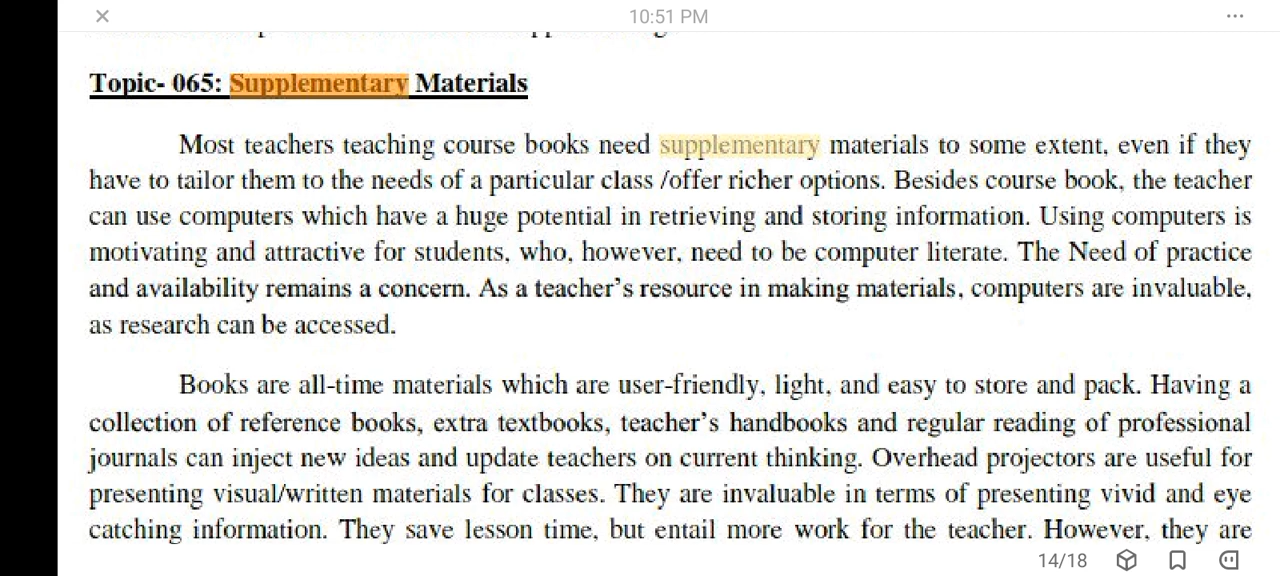 10:51 PM
Topic- 065: Supplementary Materials
Most teachers teaching course books need supplementary materials to some extent, even if they
have to tailor them to the needs of a particular class /offer richer options. Besides course book, the teacher
can use computers which have a huge potential in retrieving and storing information. Using computers is
motivating and attractive for students, who, however, need to be computer literate. The Need of practice
and availability remains a concern. As a teacher’s resource in making materials, computers are invaluable,
as research can be accessed.
Books are all-time materials which are user-friendly, light, and easy to store and pack. Having a
collection of reference books, extra textbooks, teacher’s handbooks and regular reading of professional
journals can inject new ideas and update teachers on current thinking. Overhead projectors are useful for
presenting visual/written materials for classes. They are invaluable in terms of presenting vivid and eye
catching information. They save lesson time, but entail more work for the teacher. However, they are
14/18